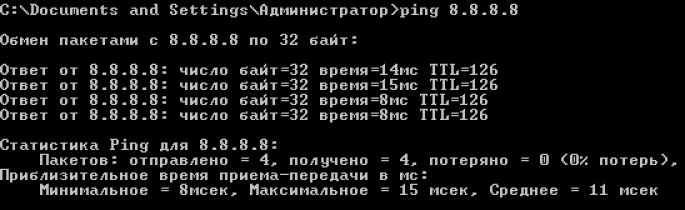 C:\Documents and Settings\Администратор>ping 8.8.8.8
Обмен пакетами с 8.8.8.8 по 32 байт:
Ответ от 8.8.8.8: число байт=32 время=14мс TTL=126
Ответ от 8.8.8.8: число байт=32 время=15мс TTL=126
Ответ от 8.8.8.8: число байт=32 время=8мс TTL=126
Ответ от 8.8.8.8: число байт=32 время=8мс TTL=126
Статистика Ping для 8.8.8.8:
Пакетов: отправлено = 4, получено = 4, потеряно = 0 (0% потерь),
Приблизительное время приема-передачи в мс:
Минимальное = 8мсек, Максимальное = 15 мсек, Среднее = 11 мсек